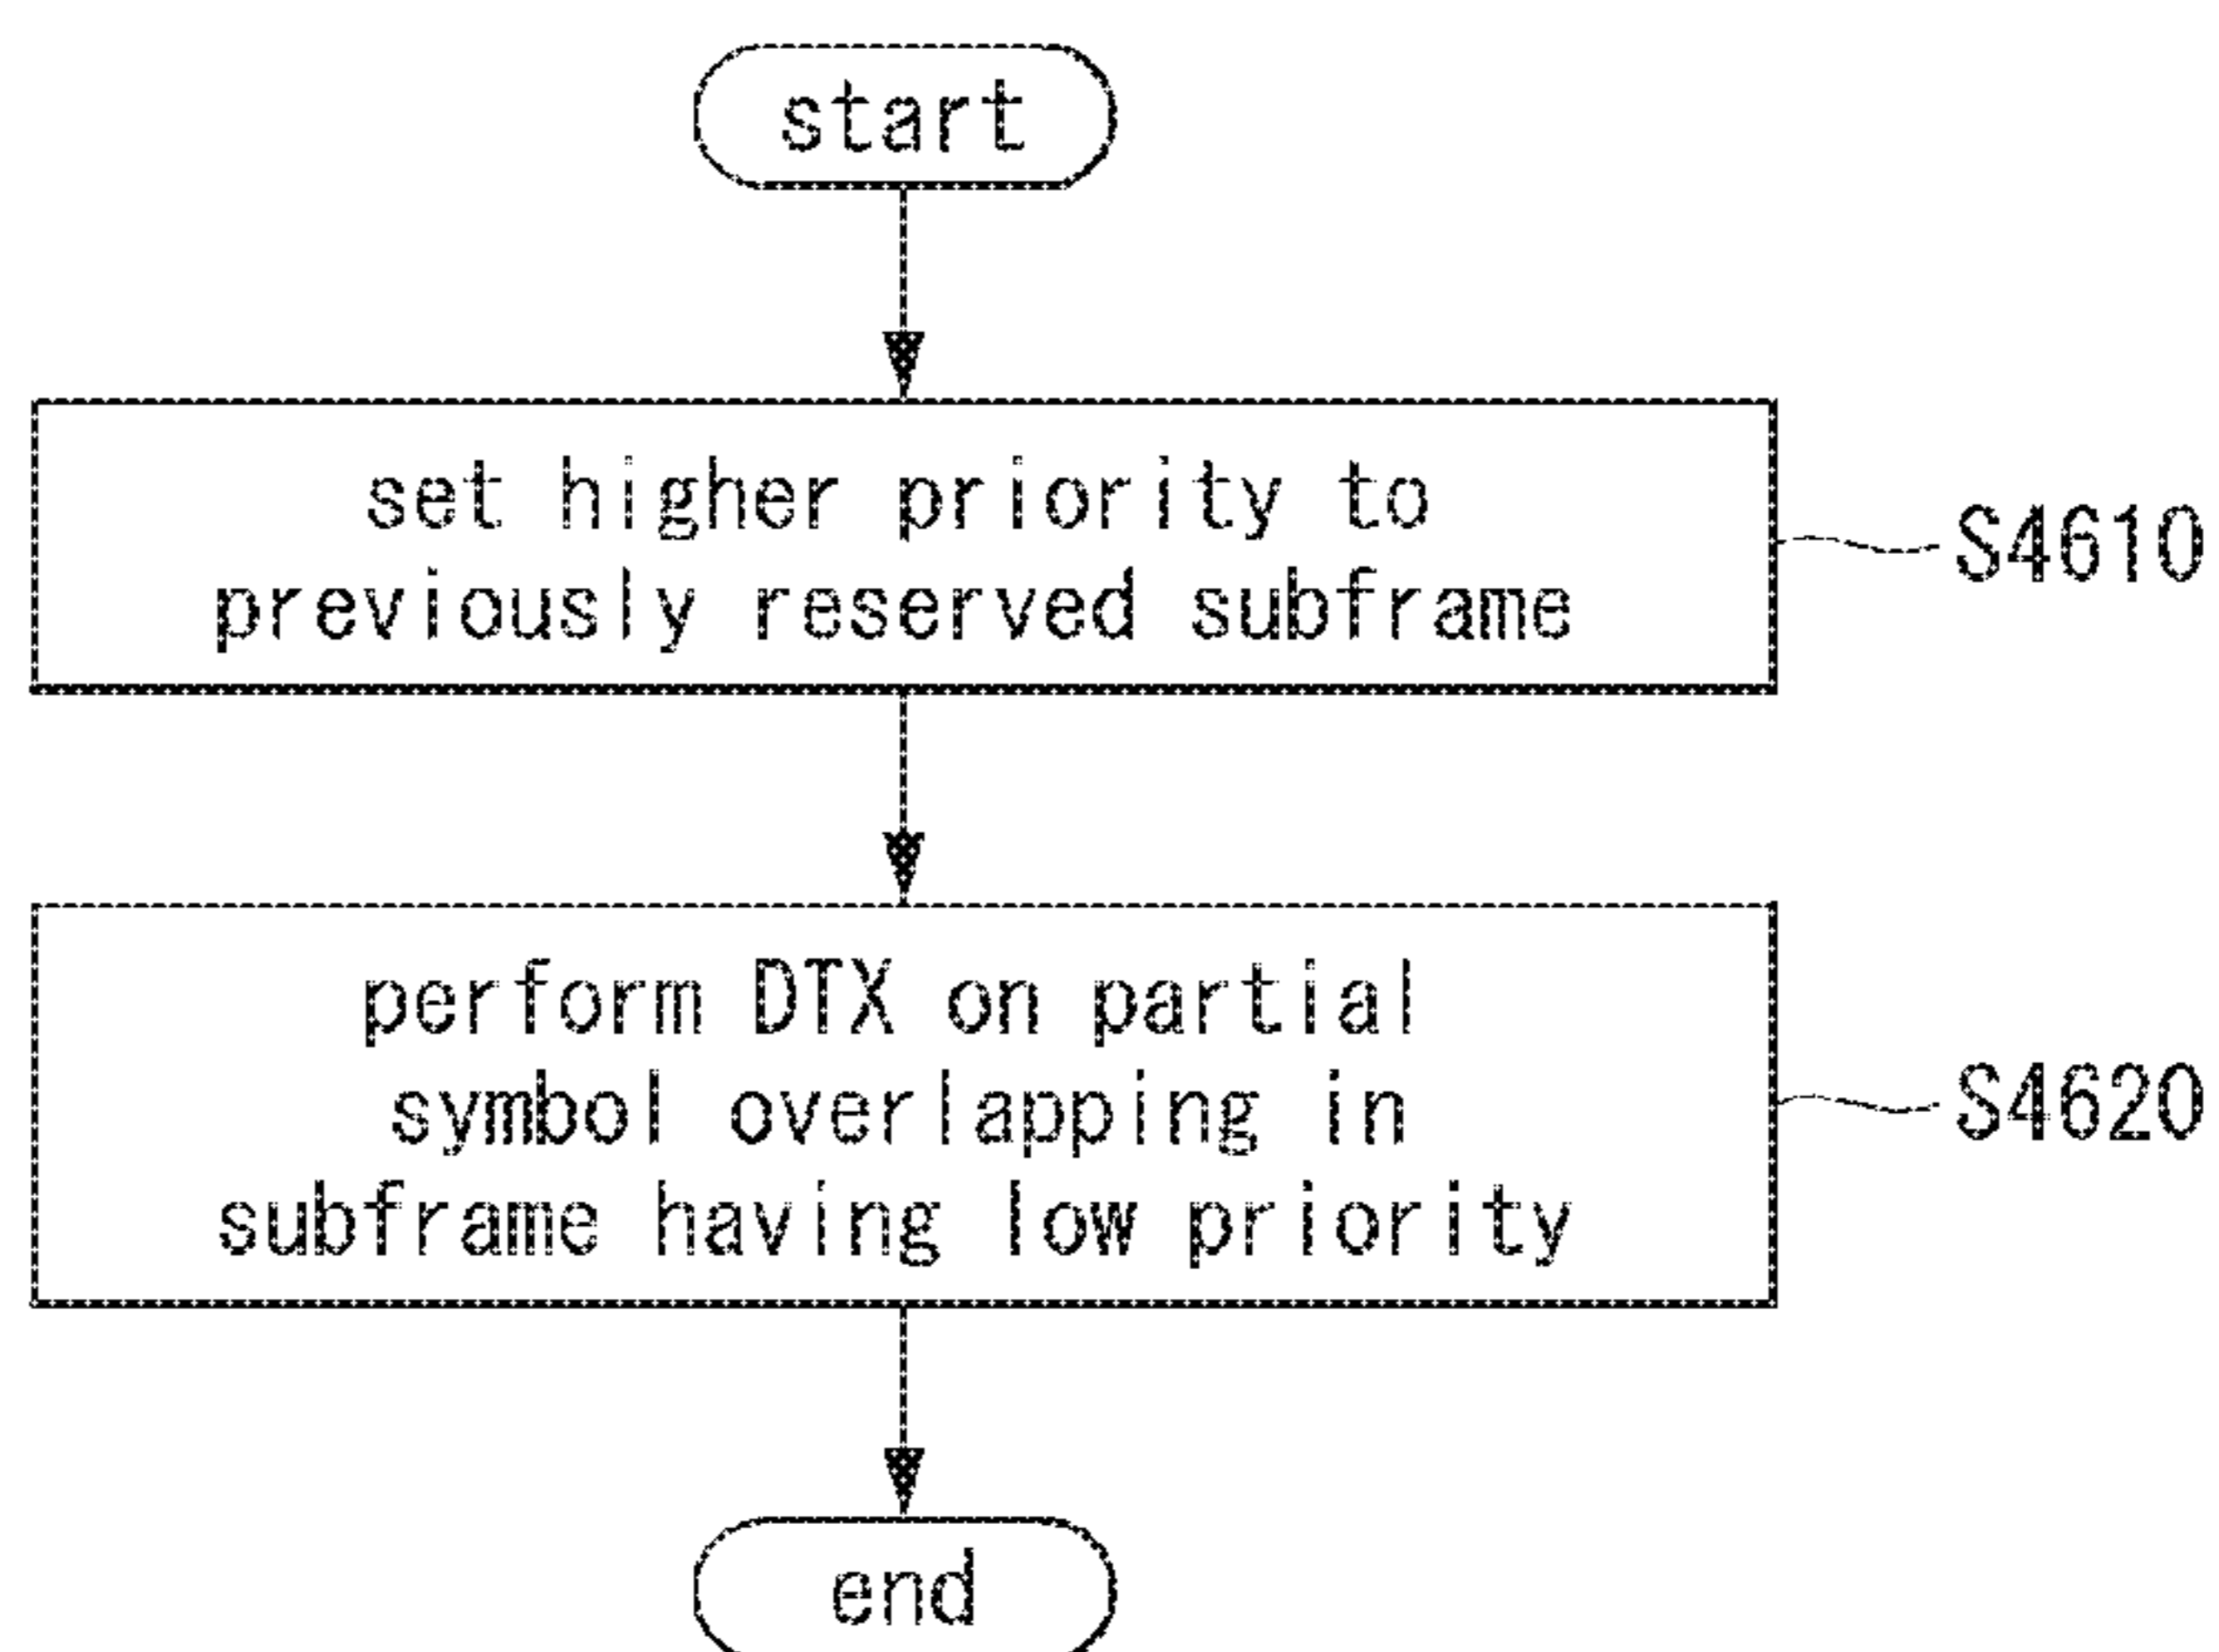 start
set higher priority to
previously reserved subframe
S4610
perform DTX on partial
symbol overlapping in
subframe having low priority
S4620
end